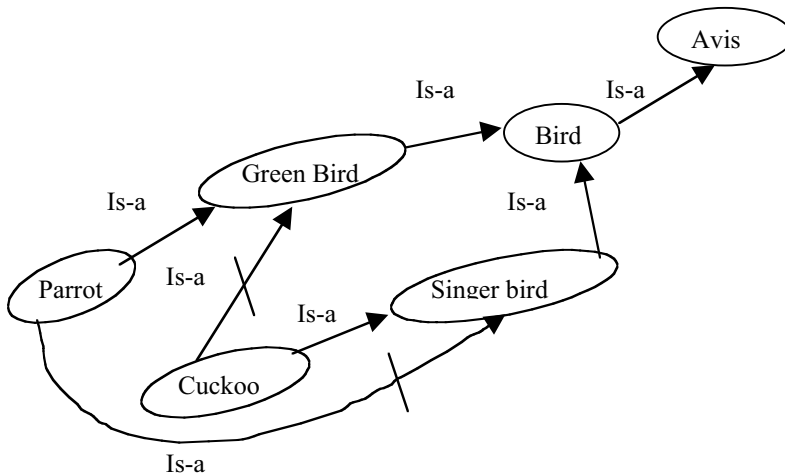 Avis
Is-a
Is-a
Bird
Green Bird
Is-a
Is-a
Is-a
Parrot
Singer bird
Is-a
Cuckoo
Is-a